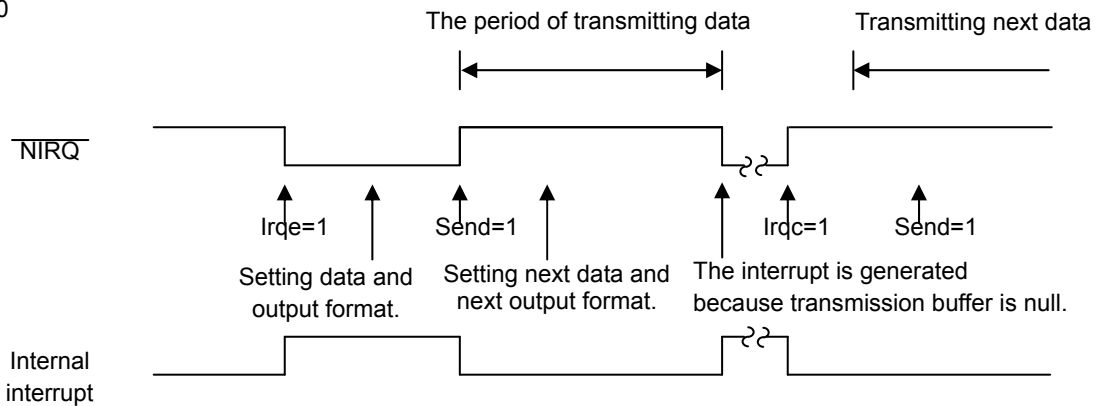 0
The period of transmitting data
Transmitting next data
NIRQ
Irqe=1
Send=1
Irqc=1
Send=1
Setting data and
output format.
Setting next data and
next output format.
The interrupt is generated
because transmission buffer is null.
Internal
interrupt